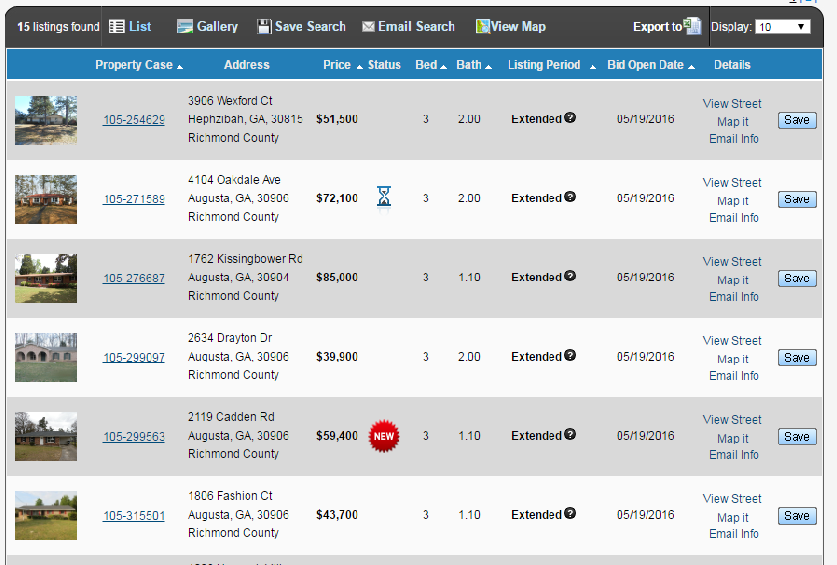 15 listings found List Gallery Save Search Email Search View Map Export to Display: 10
Property Case Address Price Status Bed Bath Listing Period Bid Open Date Details
105-254629 3906 Wexford Ct $51,500 3 2.00 Extended 05/19/2016 View Street Save
Hephzibah, GA, 30815 Map it
Richmond County Email Info
105-271589 4104 Oakdale Ave $72,100 3 2.00 Extended 05/19/2016 View Street Save
Augusta, GA, 30906 Map it
Richmond County Email Info
105-276687 1762 Kissingbower Rd $85,000 3 1.10 Extended 05/19/2016 View Street Save
Augusta, GA, 30904 Map it
Richmond County Email Info
105-299097 2634 Drayton Dr $39,900 3 2.00 Extended 05/19/2016 View Street Save
Augusta, GA, 30906 Map it
Richmond County Email Info
105-299563 2119 Cadden Rd $59,400 NEW 3 1.10 Extended 05/19/2016 View Street Save
Augusta, GA, 30906 Map it
Richmond County Email Info
105-315501 1806 Fashion Ct $43,700 3 1.10 Extended 05/19/2016 View Street Save
Augusta, GA, 30906 Map it
Richmond County Email Info